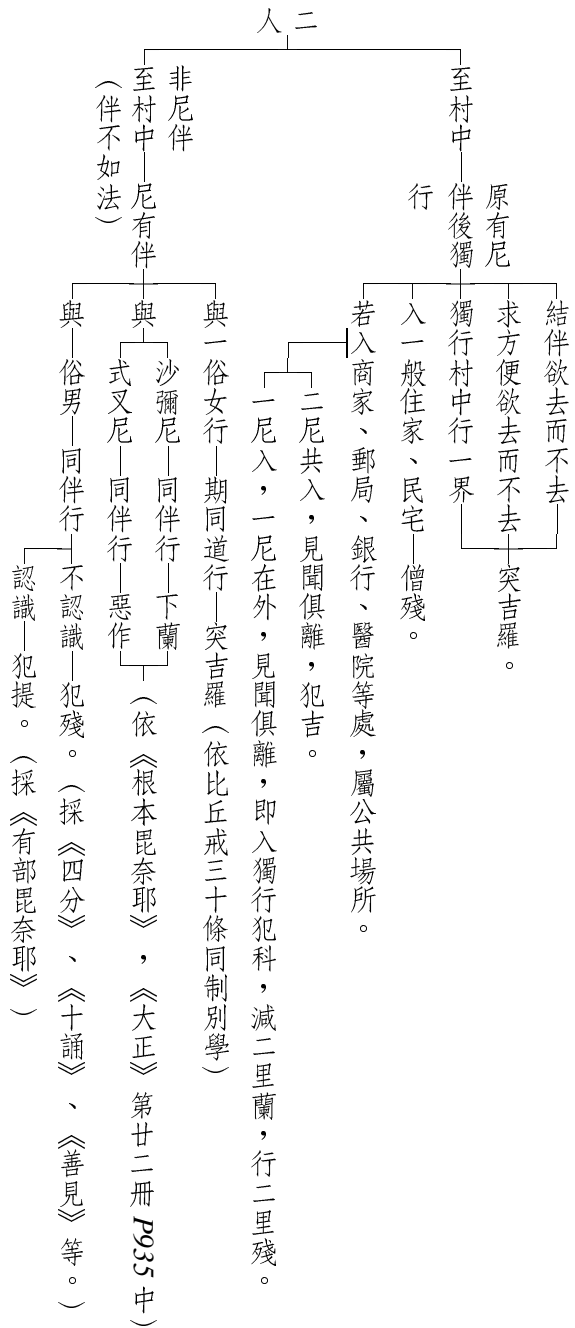 二人
至村中
原有尼
伴後獨
行
結伴欲去而不去
求方便欲去而不去
獨行村中行一界
突吉羅。
入一般住家、民宅
僧殘。
若入商家、郵局、銀行、醫院等處，屬公共場所。
二尼共入，見聞俱離，犯吉。
一尼入，一尼在外，見聞俱離，即入獨行犯科，減二里蘭，行二里殘。
非尼伴
至村中
（伴不如法）
尼有伴
與一俗女行
期同道行
突吉羅（依比丘戒三十條同制別學）
與
沙彌尼
同伴行
下蘭
式叉尼
同伴行
惡作
（依《根本毘奈耶》，《大正》第廿二冊P935中）
與
俗男
同伴行
不認識
犯殘。（採《四分》、《十誦》、《善見》等。）
認識
犯提。（採《有部毘奈耶》）